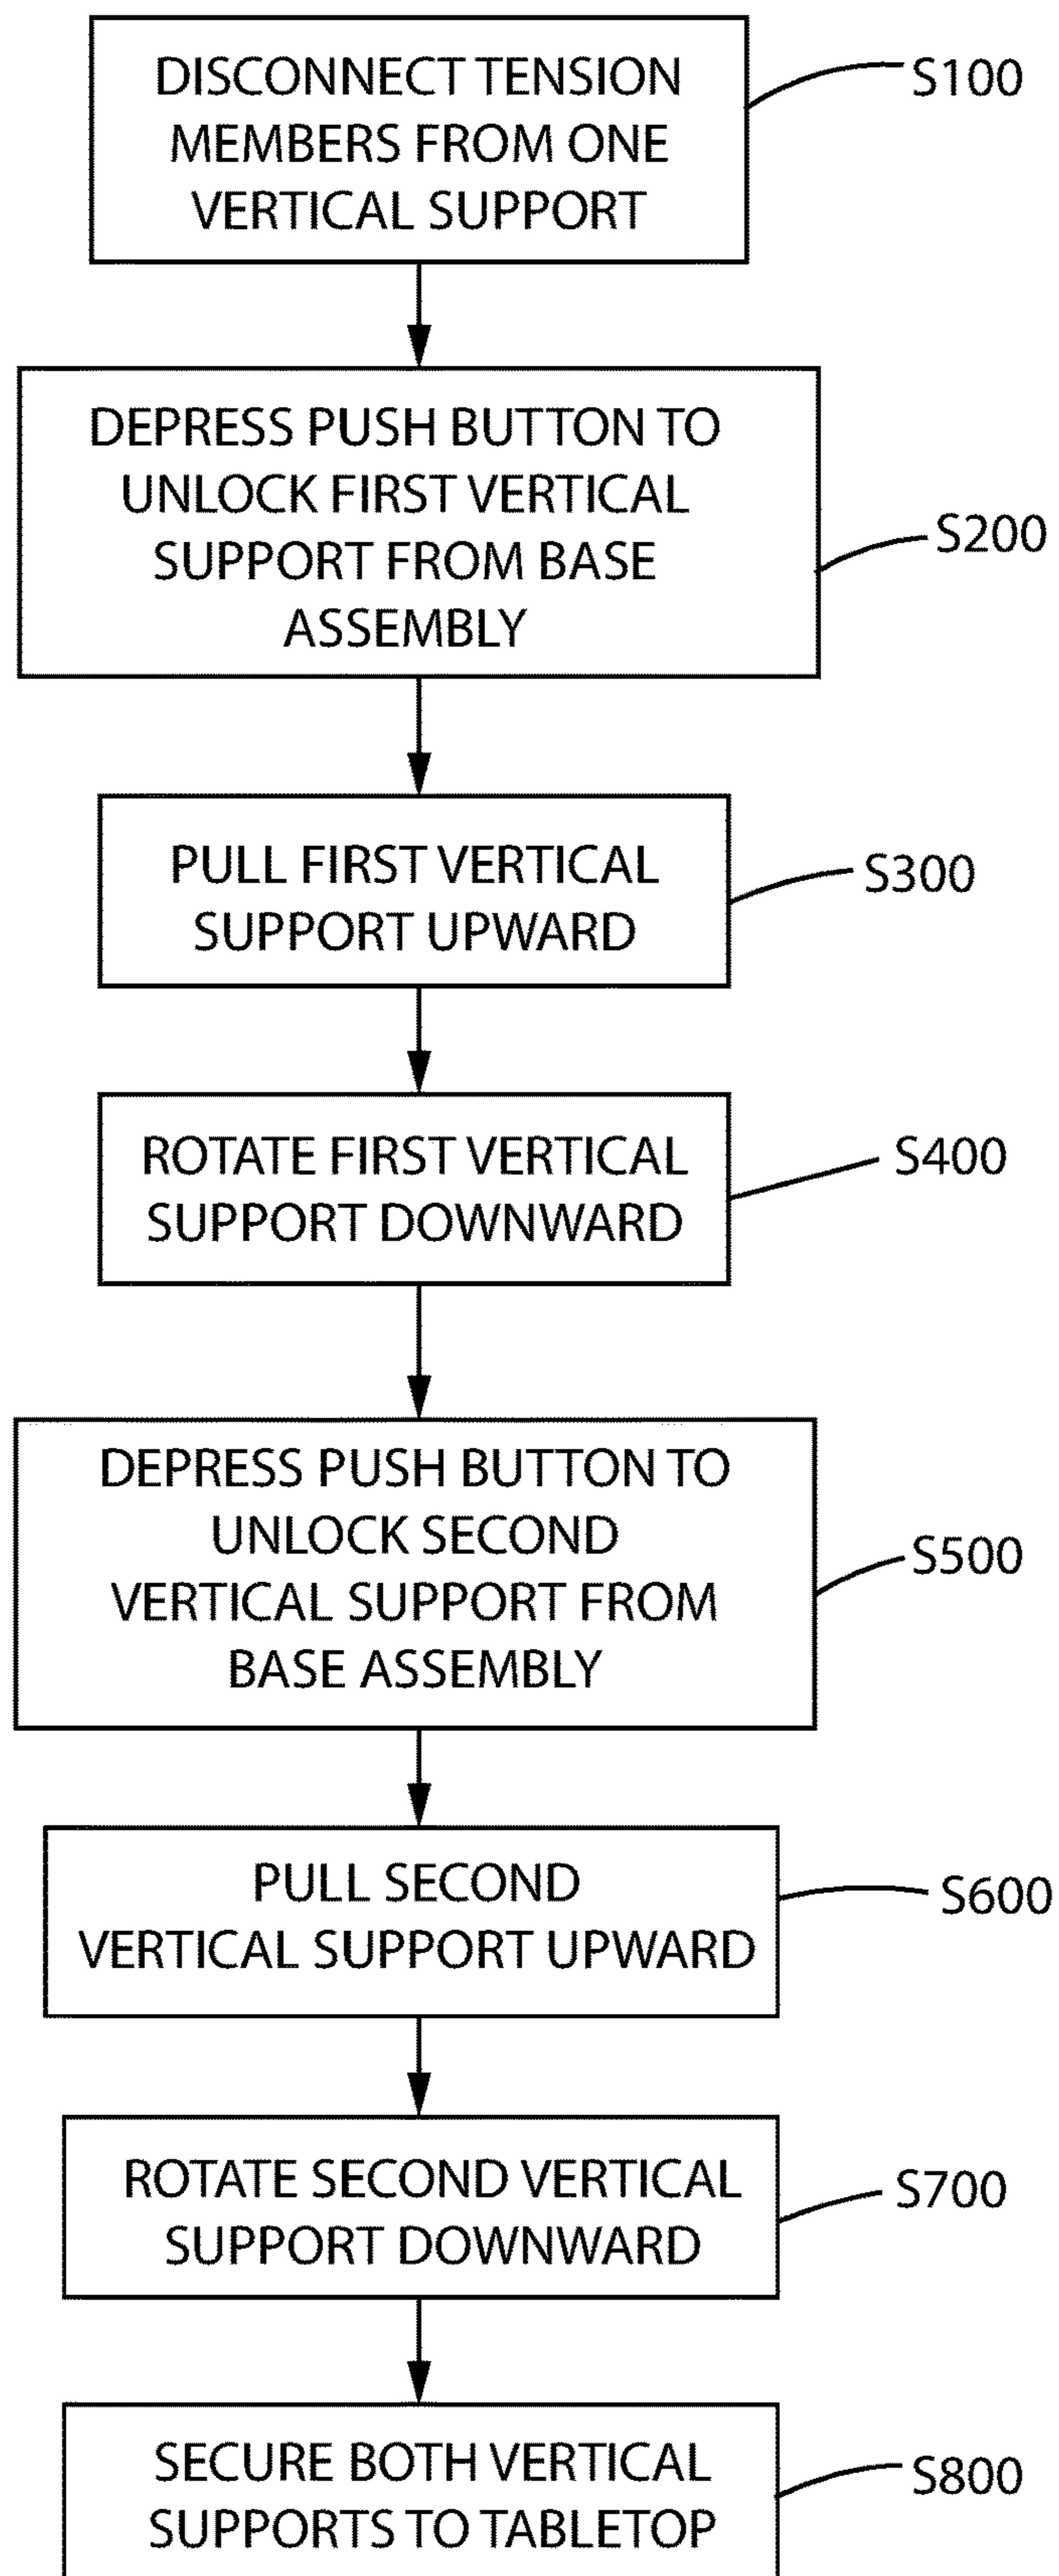 DISCONNECT TENSION
MEMBERS FROM ONE
VERTICAL SUPPORT
S100
DEPRESS PUSH BUTTON TO
UNLOCK FIRST VERTICAL
SUPPORT FROM BASE
ASSEMBLY
S200
PULL FIRST VERTICAL
SUPPORT UPWARD
S300
ROTATE FIRST VERTICAL
SUPPORT DOWNWARD
S400
DEPRESS PUSH BUTTON TO
UNLOCK SECOND
VERTICAL SUPPORT FROM
BASE ASSEMBLY
S500
PULL SECOND
VERTICAL SUPPORT UPWARD
S600
ROTATE SECOND VERTICAL
SUPPORT DOWNWARD
S700
SECURE BOTH VERTICAL
SUPPORTS TO TABLETOP
S800